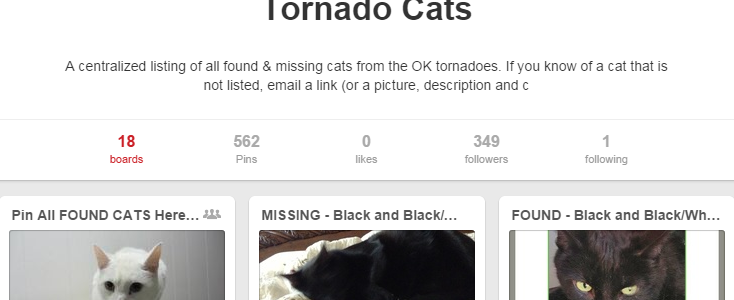 Tornado Cats
A centralized listing of all found & missing cats from the OK tornadoes. If you know of a cat that is
not listed, email a link (or a picture, description and c
18 562 0 349 1
boards Pins likes followers following
Pin All FOUND CATS Here... MISSING - Black and Black/... FOUND - Black and Black/Wh...